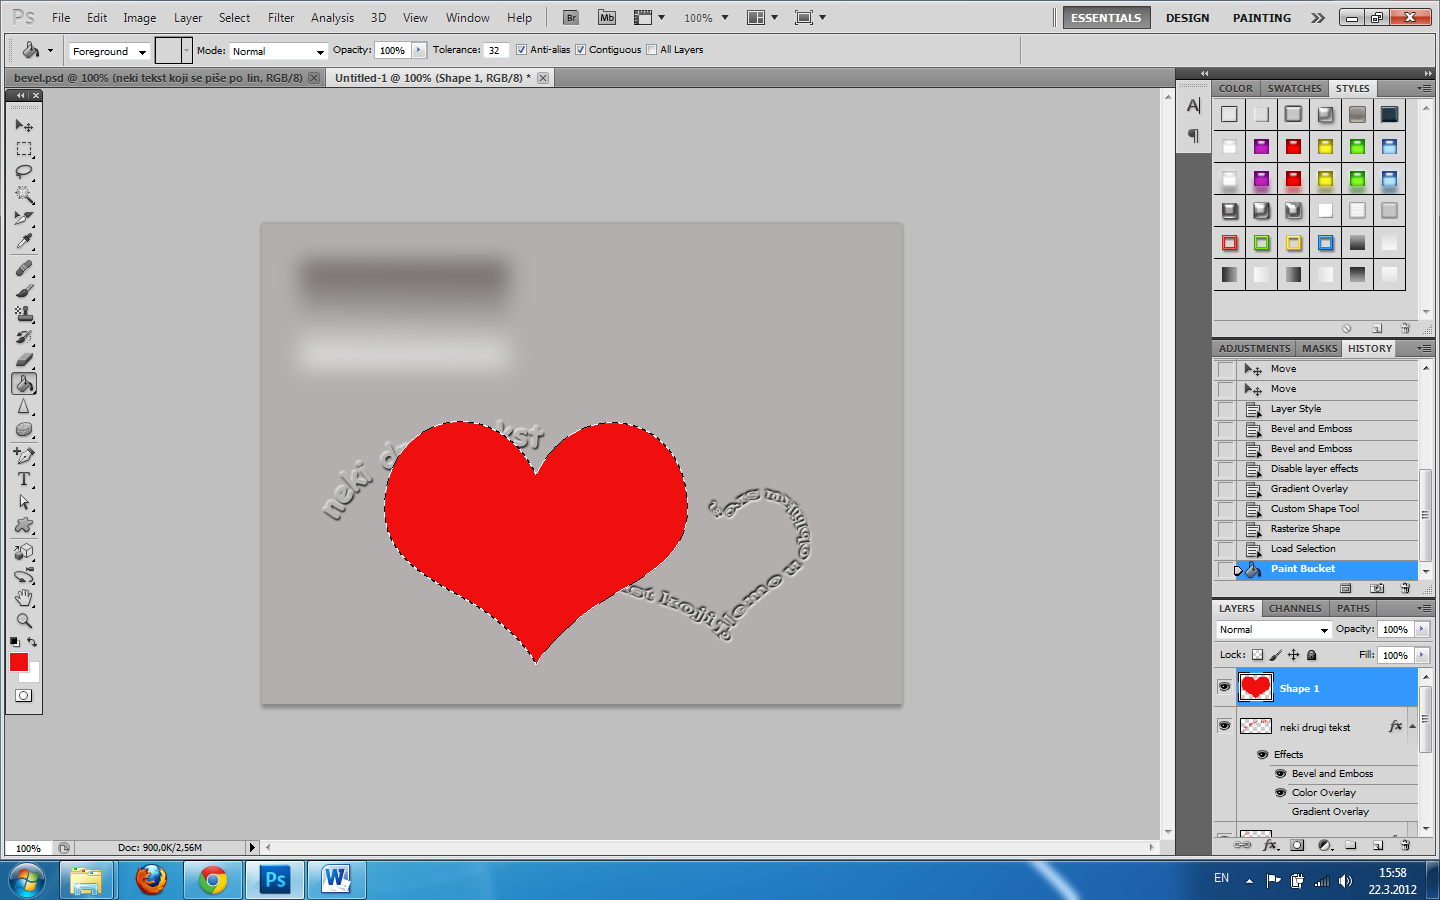 Ps File Edit Image Layer Select Filter Analysis 3D View Window Help Br Mb 100% ESSENTIALS DESIGN PAINTING
Foreground Mode: Normal Opacity: 100% Tolerance: 32 Anti-alias Contiguous All Layers
bevel.psd @ 100% (neki tekst koji se piše po lin, RGB/8) Untitled-1 @ 100% (Shape 1, RGB/8) *
COLOR SWATCHES STYLES
ADJUSTMENTS MASKS HISTORY
Move
Move
Layer Style
Bevel and Emboss
Bevel and Emboss
Disable layer effects
Gradient Overlay
Custom Shape Tool
Rasterize Shape
Load Selection
Paint Bucket
neki
LAYERS CHANNELS PATHS
Normal Opacity: 100%
Lock: Fill: 100%
Shape 1
neki drugi tekst fx
Effects
Bevel and Emboss
Color Overlay
Gradient Overlay
100% Doc: 900,0K/2,56M
Ps W EN 15:58
22.3.2012